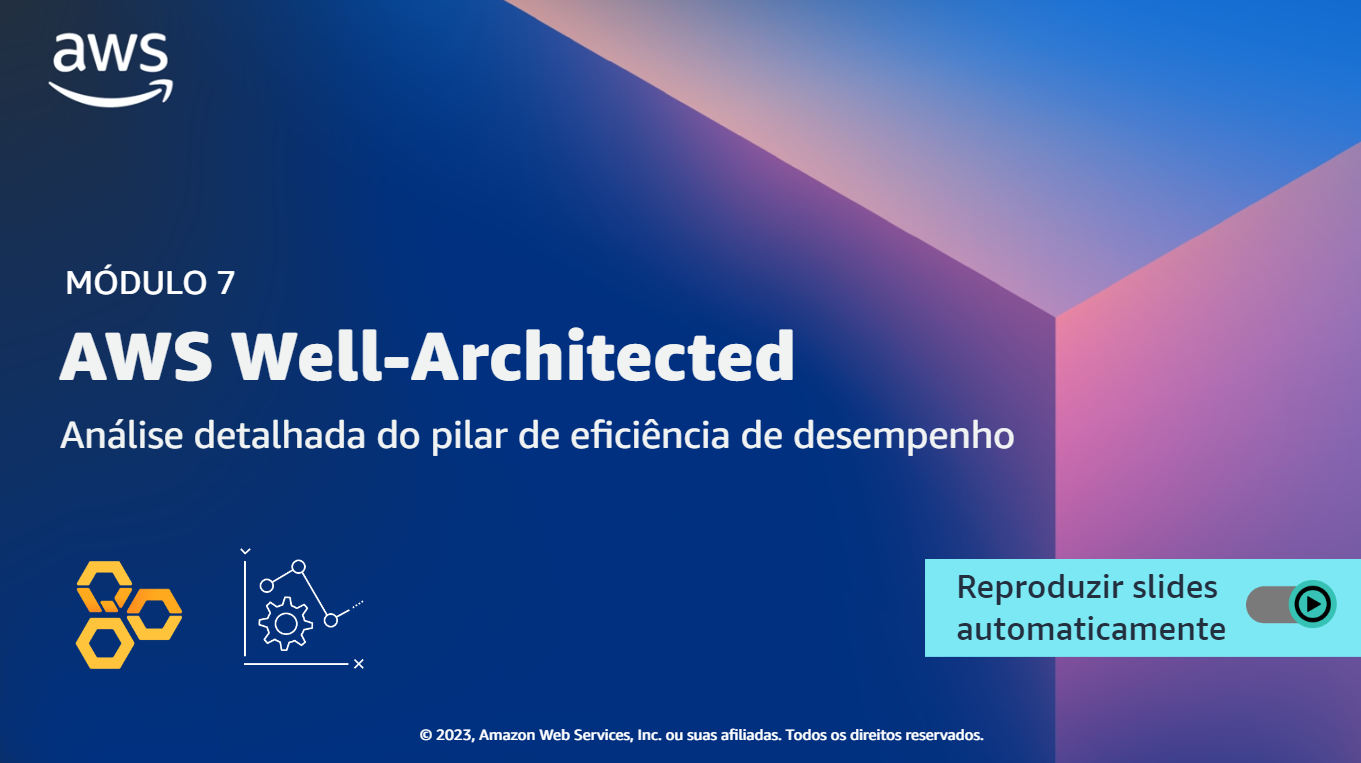 aws
MÓDULO 7
AWS Well-Architected
Análise detalhada do pilar de eficiência de desempenho
Reproduzir slides
automaticamente
© 2023, Amazon Web Services, Inc. ou suas afiliadas. Todos os direitos reservados.